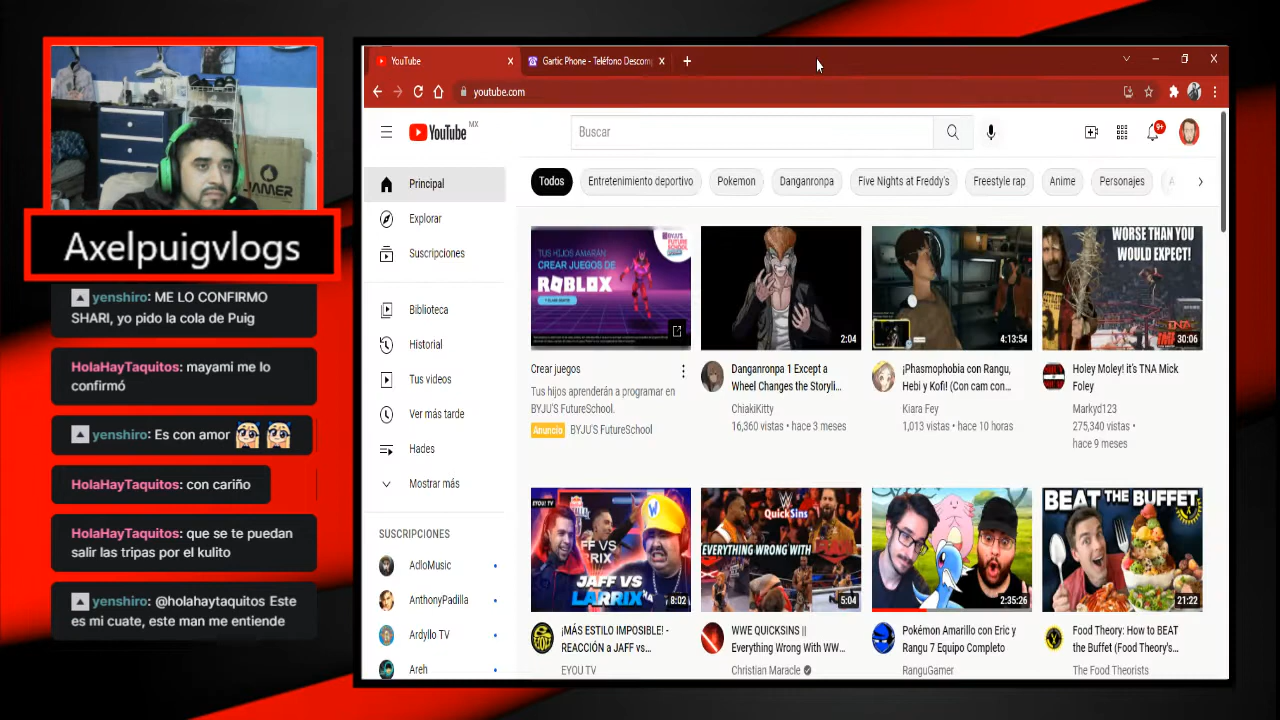 JAMER
Axelpuigvlogs
yenshiro: ME LO CONFIRMO
SHARI, yo pido la cola de Puig
HolaHayTaquitos: mayami me lo
confirmó
yenshiro: Es con amor
HolaHayTaquitos: con cariño
HolaHayTaquitos: que se te puedan
salir las tripas por el kulito
yenshiro: @holahaytaquitos Este
es mi cuate, este man me entiende
YouTube
Gartic Phone - Teléfono Descomp
youtube.com
YouTube MX
Buscar
9+
Principal
Explorar
Suscripciones
Biblioteca
Historial
Tus videos
Ver más tarde
Hades
Mostrar más
SUSCRIPCIONES
AdloMusic
AnthonyPadilla
Ardyllo TV
Areh
Todos
Entretenimiento deportivo
Pokemon
Danganronpa
Five Nights at Freddy's
Freestyle rap
Anime
Personajes
A
BYJU'S
FUTURE
SCHOOL
TUS HIJOS AMARÁN
CREAR JUEGOS DE
ROBLOX
Crear juegos
Tus hijos aprenderán a programar en
BYJU'S FutureSchool.
Anuncio BYJU'S FutureSchool
2:04
Danganronpa 1 Except a
Wheel Changes the Storyli...
ChiakiKitty
16,360 vistas • hace 3 meses
4:13:54
¡Phasmophobia con Rangu,
Hebi y Kofi! (Con cam con...
Kiara Fey
1,013 vistas • hace 10 horas
WORSE THAN YOU
WOULD EXPECT!
TNA
30:06
Holey Moley! it's TNA Mick
Foley
Markyd123
275,340 vistas •
hace 9 meses
EYOU TV
JAFF VS
LARRIX
8:02
¡MÁS ESTILO IMPOSIBLE! -
REACCIÓN a JAFF vs...
EYOU TV
QuickSins
EVERYTHING WRONG WITH
5:04
WWE QUICKSINS ||
Everything Wrong With WW...
Christian Maracle
2:35:26
Pokémon Amarillo con Eric y
Rangu 7 Equipo Completo
RanguGamer
BEAT THE BUFFET
21:22
Food Theory: How to BEAT
the Buffet (Food Theory's...
The Food Theorists